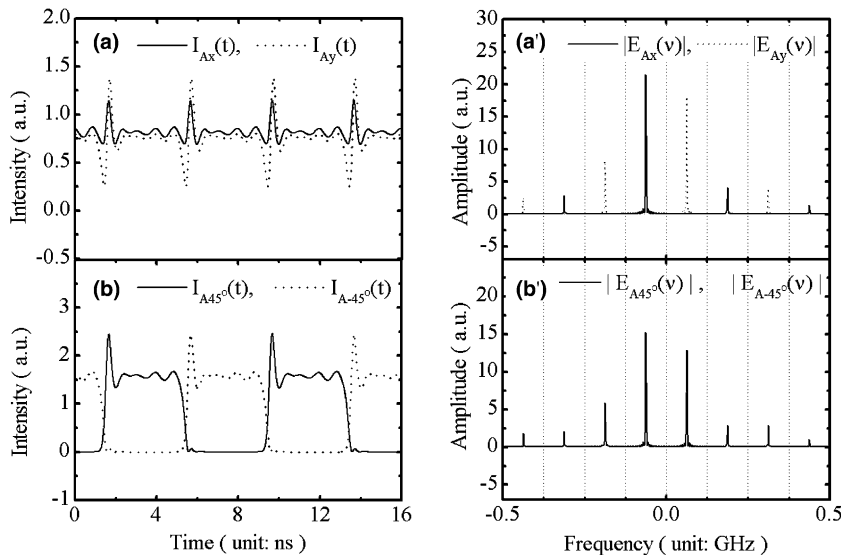 (a)
I_Ax(t), I_Ay(t)
Intensity ( a.u. )
2.0
1.5
1.0
0.5
0.0
-0.5
(a')
|E_Ax(ν)|, |E_Ay(ν)|
Amplitude ( a.u. )
30
25
20
15
10
5
0
-5
(b)
I_A45°(t), I_A-45°(t)
Intensity ( a.u. )
3
2
1
0
-1
0 4 8 12 16
Time ( unit: ns )
(b')
| E_A45°(ν) | , | E_A-45°(ν) |
Amplitude ( a.u. )
20
15
10
5
0
-5
-0.5 0.0 0.5
Frequency ( unit: GHz )